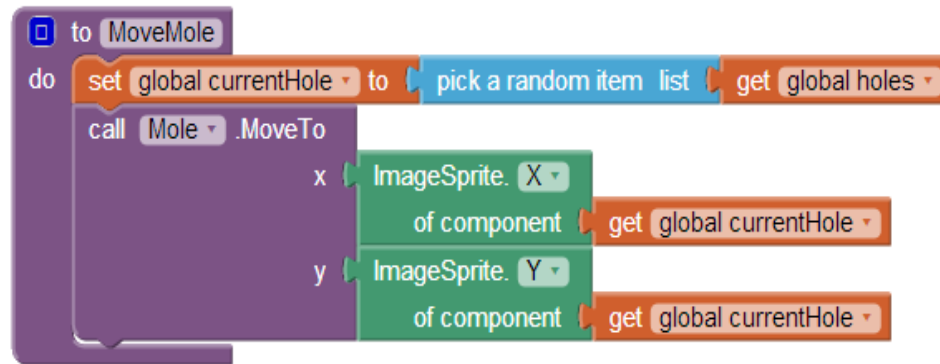 to MoveMole
do set global currentHole to pick a random item list get global holes
call Mole .MoveTo
x ImageSprite. X
of component get global currentHole
y ImageSprite. Y
of component get global currentHole